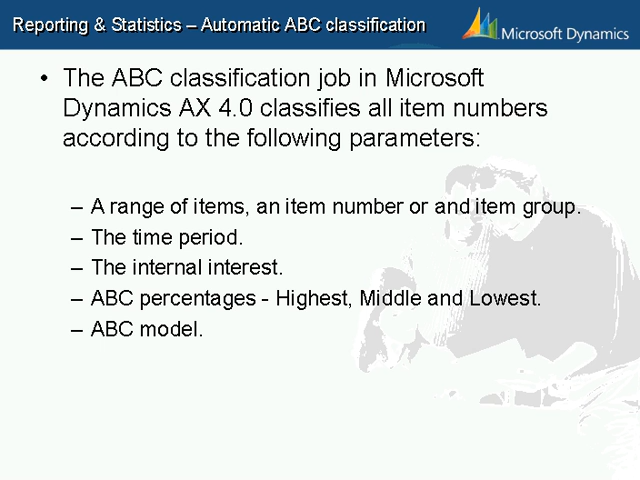 Reporting & Statistics – Automatic ABC classification
Microsoft Dynamics
• The ABC classification job in Microsoft
Dynamics AX 4.0 classifies all item numbers
according to the following parameters:
– A range of items, an item number or and item group.
– The time period.
– The internal interest.
– ABC percentages - Highest, Middle and Lowest.
– ABC model.